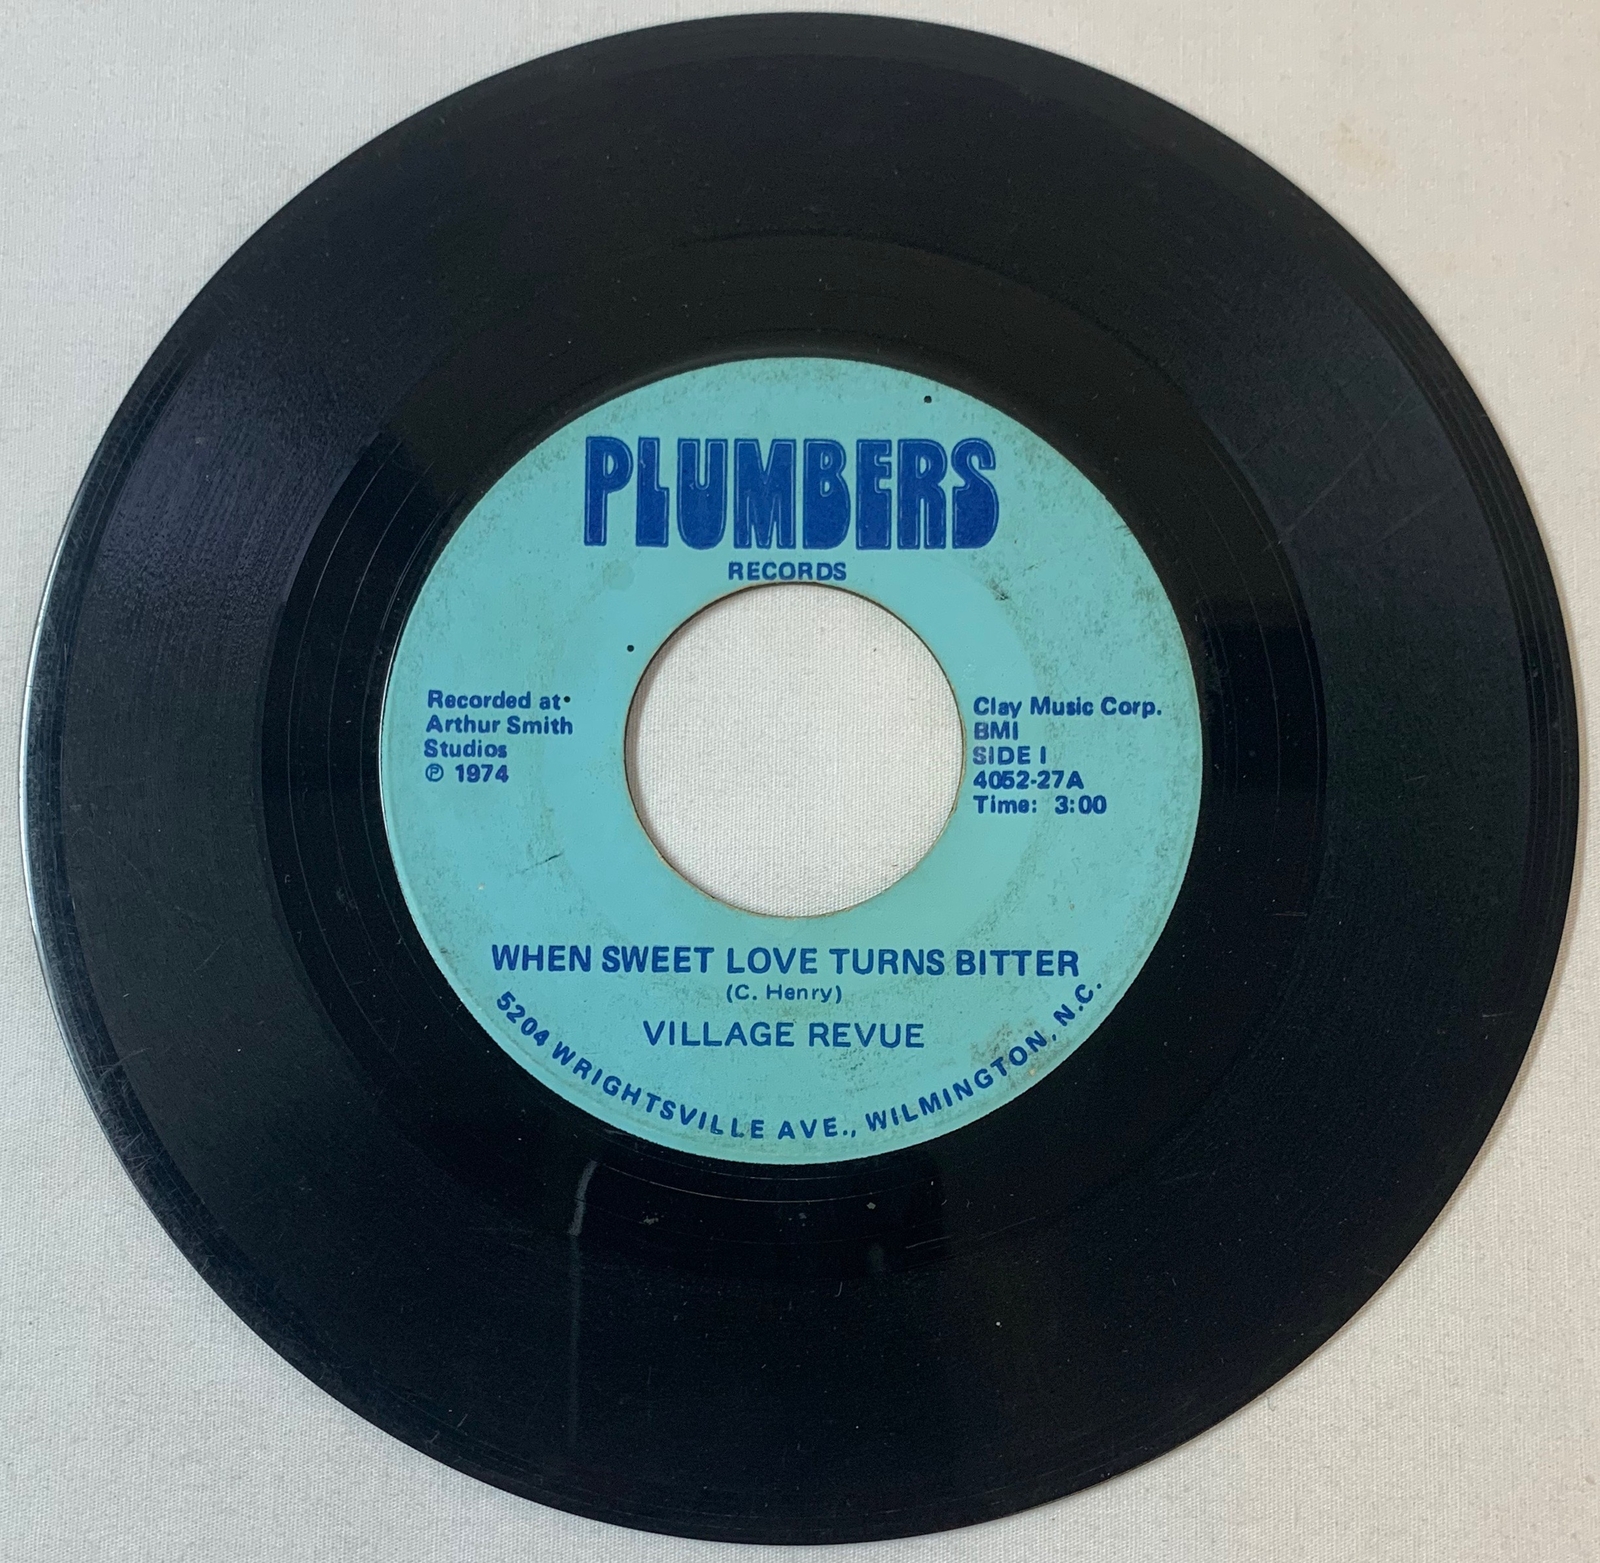 PLUMBERS
RECORDS
Recorded at
Arthur Smith
Studios
℗ 1974
Clay Music Corp.
BMI
SIDE I
4052-27A
Time: 3:00
WHEN SWEET LOVE TURNS BITTER
(C. Henry)
VILLAGE REVUE
5204 WRIGHTSVILLE AVE., WILMINGTON, N.C.